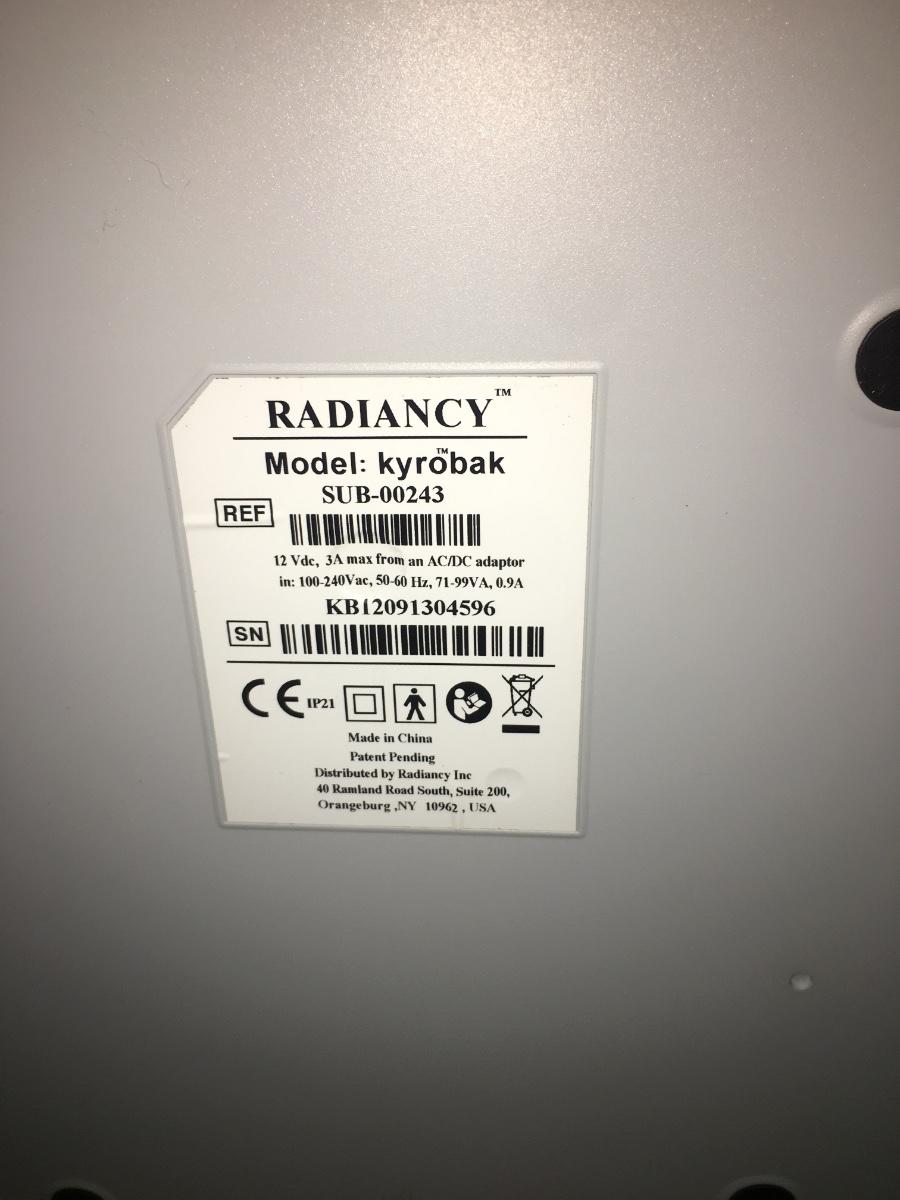 RADIANCY™
Model: kyrobak™
SUB-00243
REF
12 Vdc, 3A max from an AC/DC adaptor
in: 100-240Vac, 50-60 Hz, 71-99VA, 0.9A
KB12091304596
SN
CE IP21
Made in China
Patent Pending
Distributed by Radiancy Inc
40 Ramland Road South, Suite 200,
Orangeburg ,NY 10962 , USA